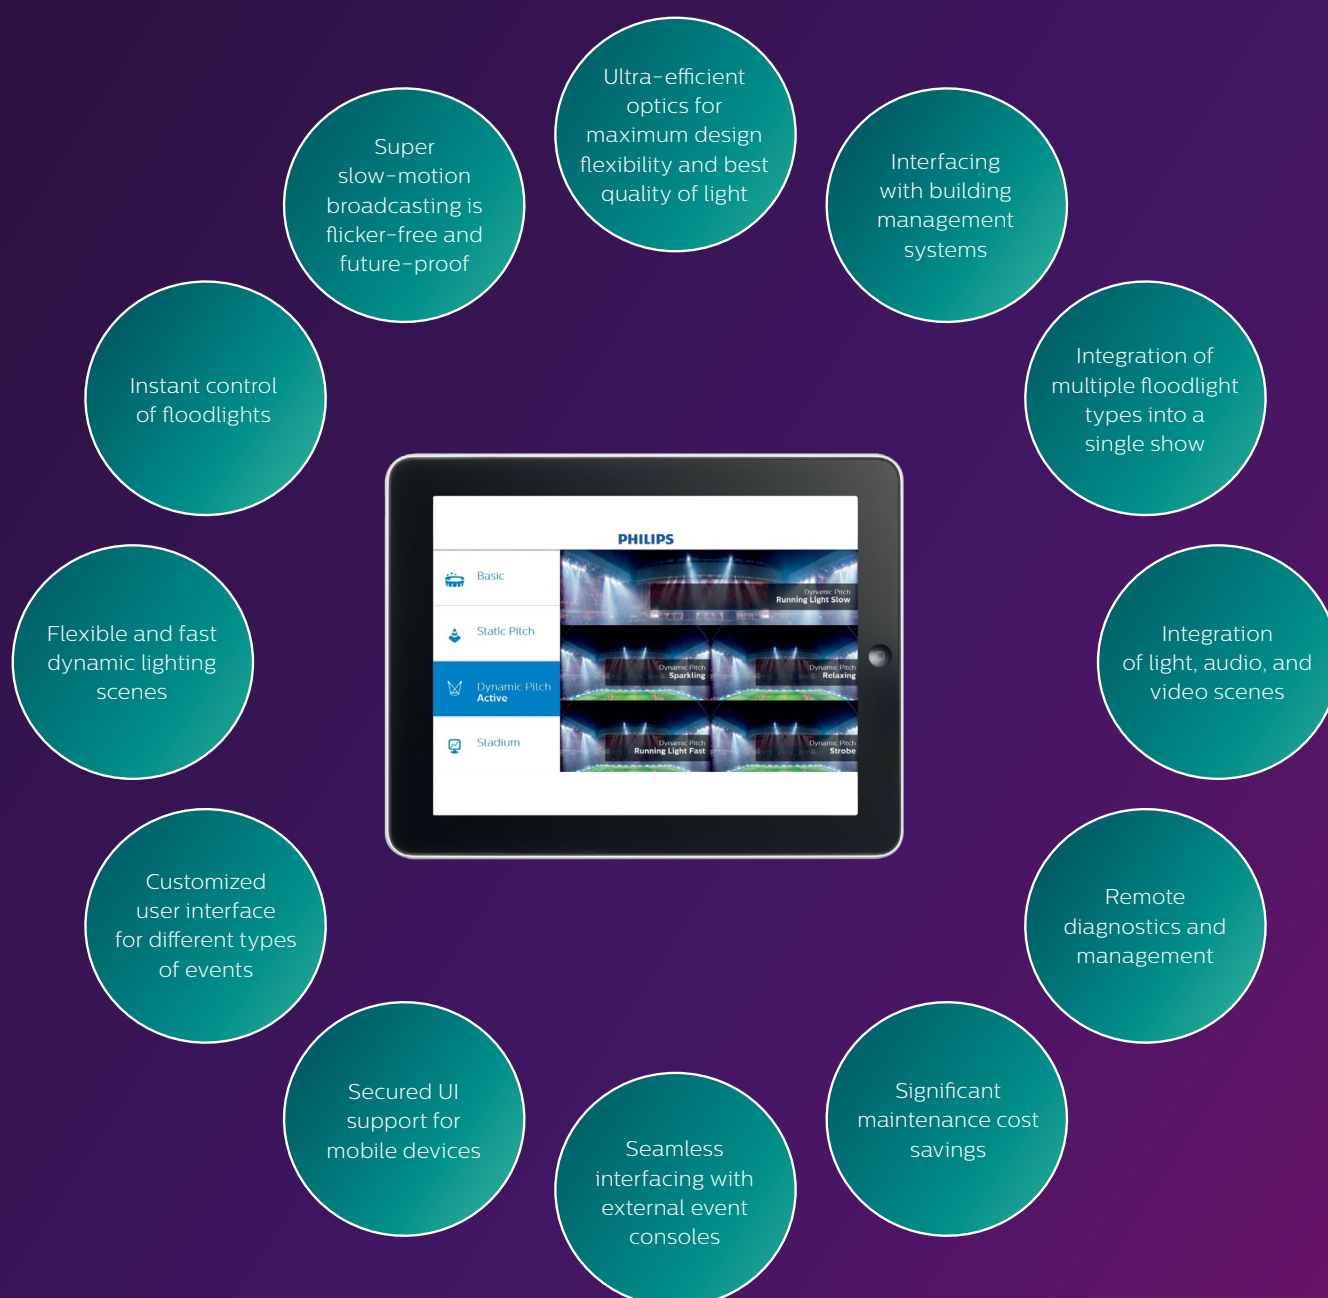 Ultra-efficient
optics for
maximum design
flexibility and best
quality of light
Interfacing
with building
management
systems
Integration of
multiple floodlight
types into a
single show
Integration
of light, audio, and
video scenes
Remote
diagnostics and
management
Significant
maintenance cost
savings
Seamless
interfacing with
external event
consoles
Secured UI
support for
mobile devices
Customized
user interface
for different types
of events
Flexible and fast
dynamic lighting
scenes
Instant control
of floodlights
Super
slow-motion
broadcasting is
flicker-free and
future-proof
PHILIPS
Basic
Static Pitch
Dynamic Pitch
Active
Stadium
Dynamic Pitch
Running Light Slow
Dynamic Pitch
Sparkling
Dynamic Pitch
Relaxing
Dynamic Pitch
Running Light Fast
Dynamic Pitch
Strobe